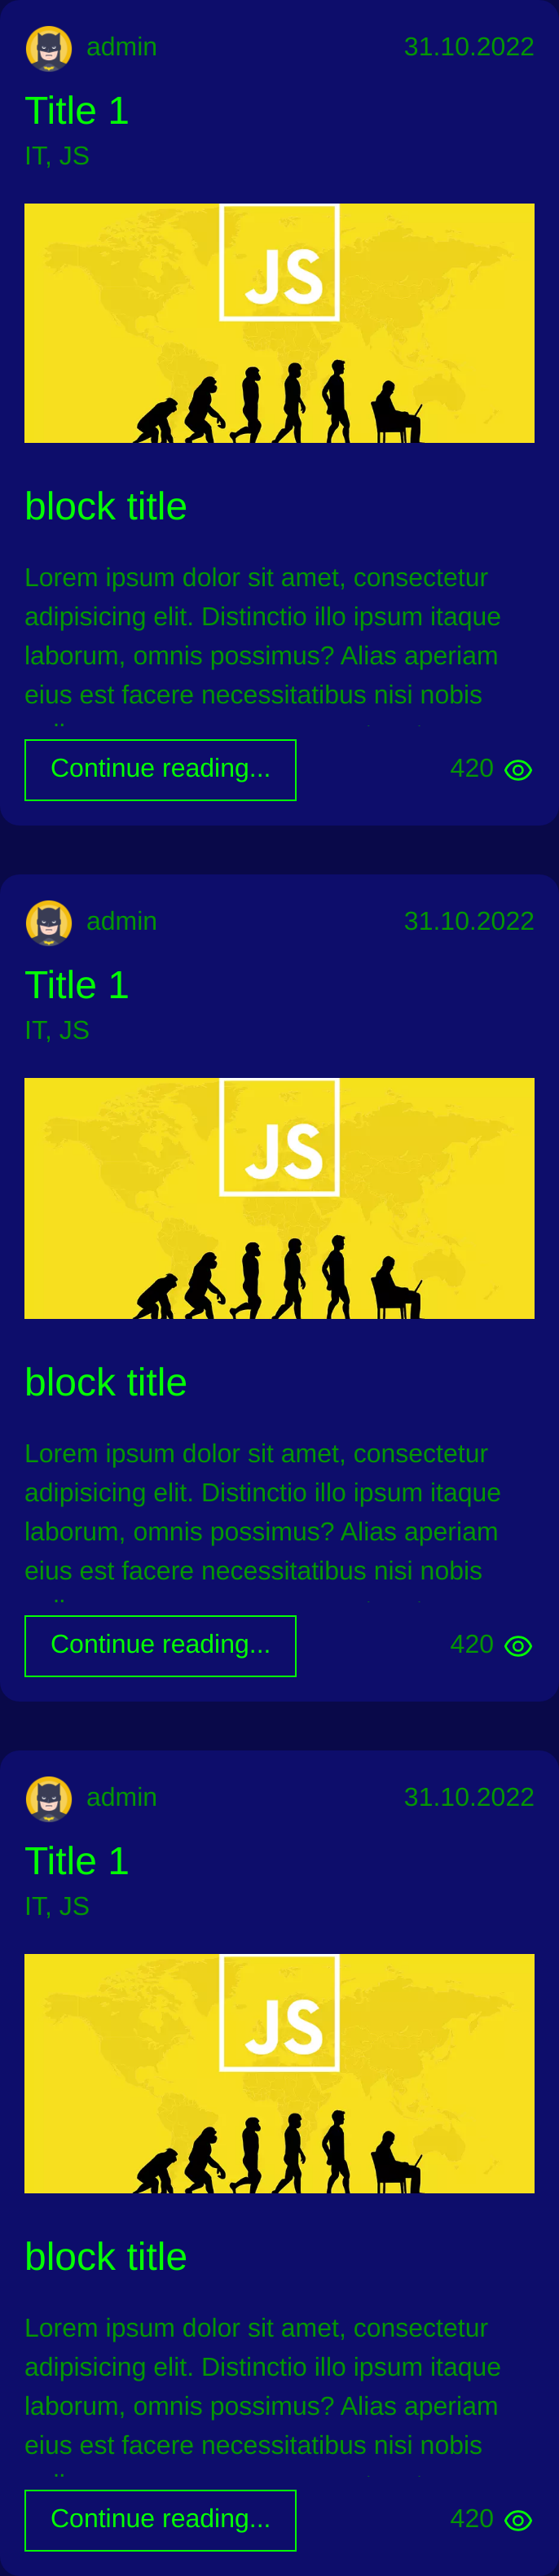 admin 31.10.2022
Title 1
IT, JS
JS
block title
Lorem ipsum dolor sit amet, consectetur
adipisicing elit. Distinctio illo ipsum itaque
laborum, omnis possimus? Alias aperiam
eius est facere necessitatibus nisi nobis
Continue reading... 420
admin 31.10.2022
Title 1
IT, JS
JS
block title
Lorem ipsum dolor sit amet, consectetur
adipisicing elit. Distinctio illo ipsum itaque
laborum, omnis possimus? Alias aperiam
eius est facere necessitatibus nisi nobis
Continue reading... 420
admin 31.10.2022
Title 1
IT, JS
JS
block title
Lorem ipsum dolor sit amet, consectetur
adipisicing elit. Distinctio illo ipsum itaque
laborum, omnis possimus? Alias aperiam
eius est facere necessitatibus nisi nobis
Continue reading... 420